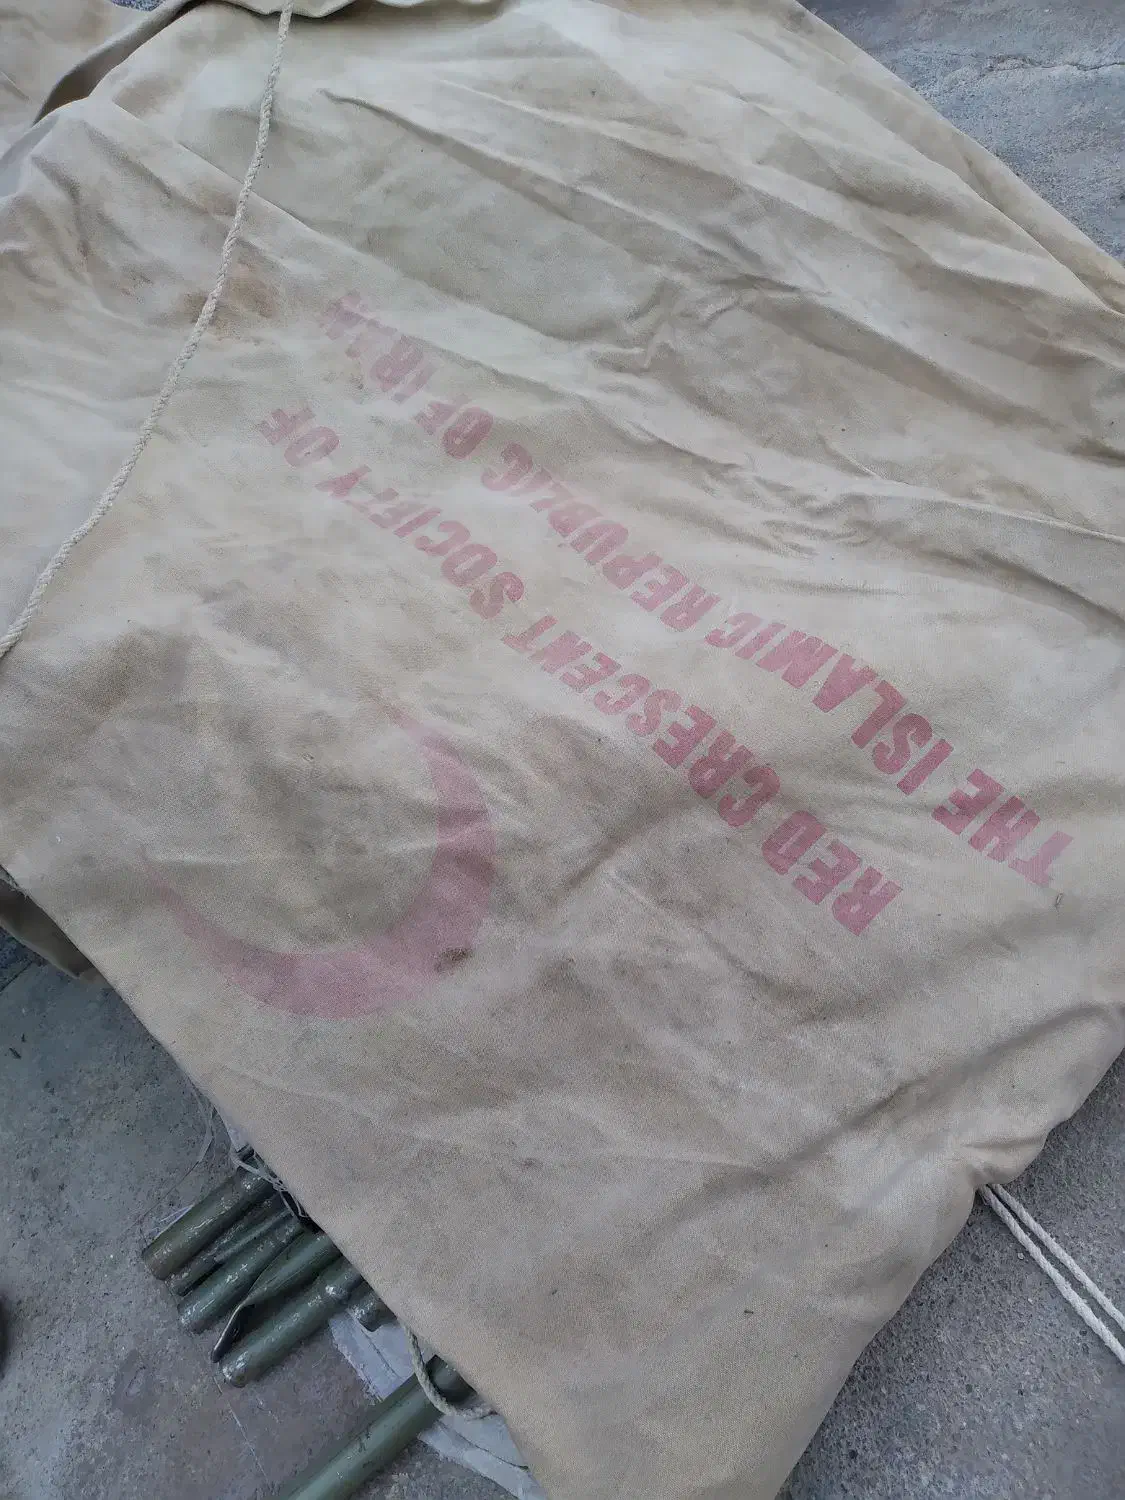 RED CRESCENT SOCIETY OF
THE ISLAMIC REPUBLIC OF IRAN